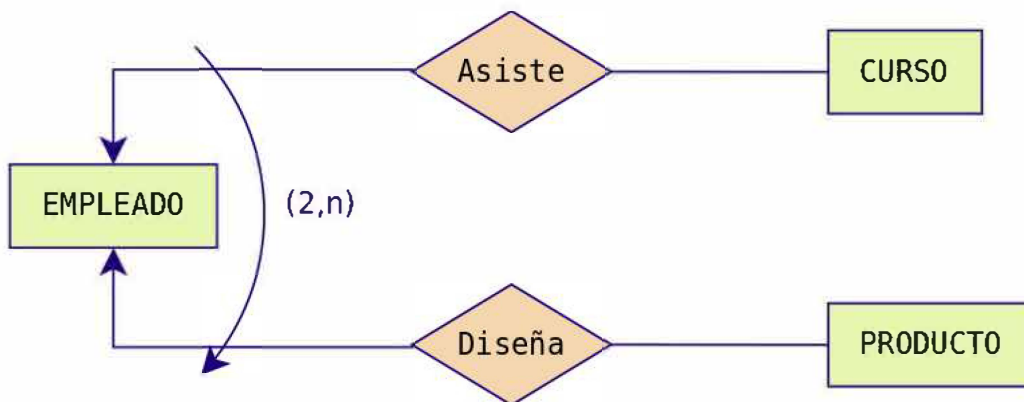 Asiste
CURSO
EMPLEADO
(2,n)
Diseña
PRODUCTO